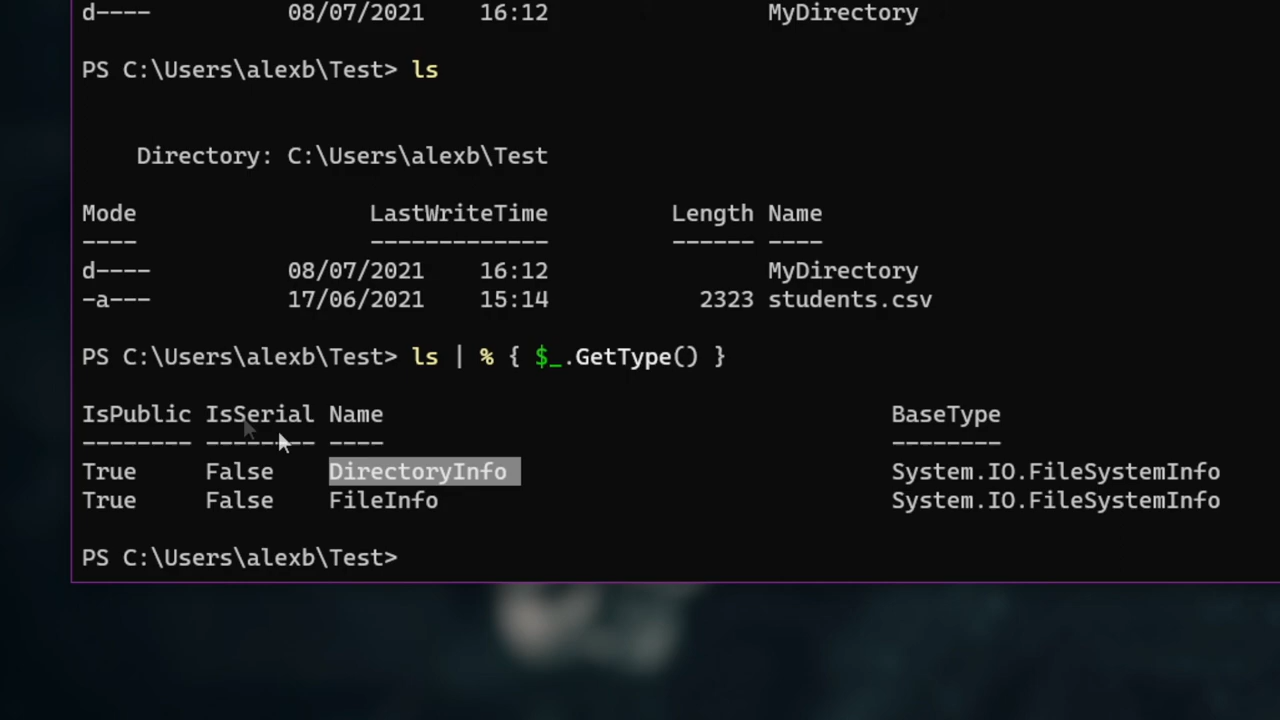 d---- 08/07/2021 16:12 MyDirectory
PS C:\Users\alexb\Test> ls
Directory: C:\Users\alexb\Test
Mode LastWriteTime Length Name
---- ------------- ------ ----
d---- 08/07/2021 16:12 MyDirectory
-a--- 17/06/2021 15:14 2323 students.csv
PS C:\Users\alexb\Test> ls | % { $_.GetType() }
IsPublic IsSerial Name BaseType
-------- -------- ---- --------
True False DirectoryInfo System.IO.FileSystemInfo
True False FileInfo System.IO.FileSystemInfo
PS C:\Users\alexb\Test>